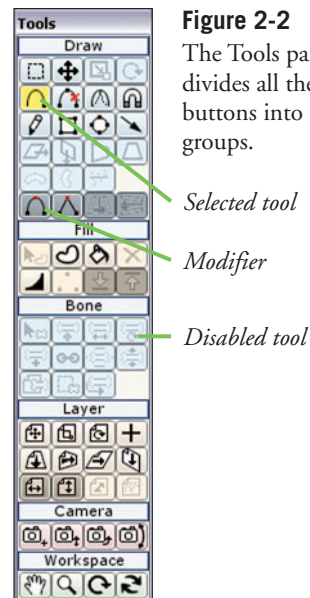 Tools
Draw
Fill
Bone
Layer
Camera
Workspace
Figure 2-2
The Tools pa
divides all the
buttons into
groups.
Selected tool
Modifier
Disabled tool